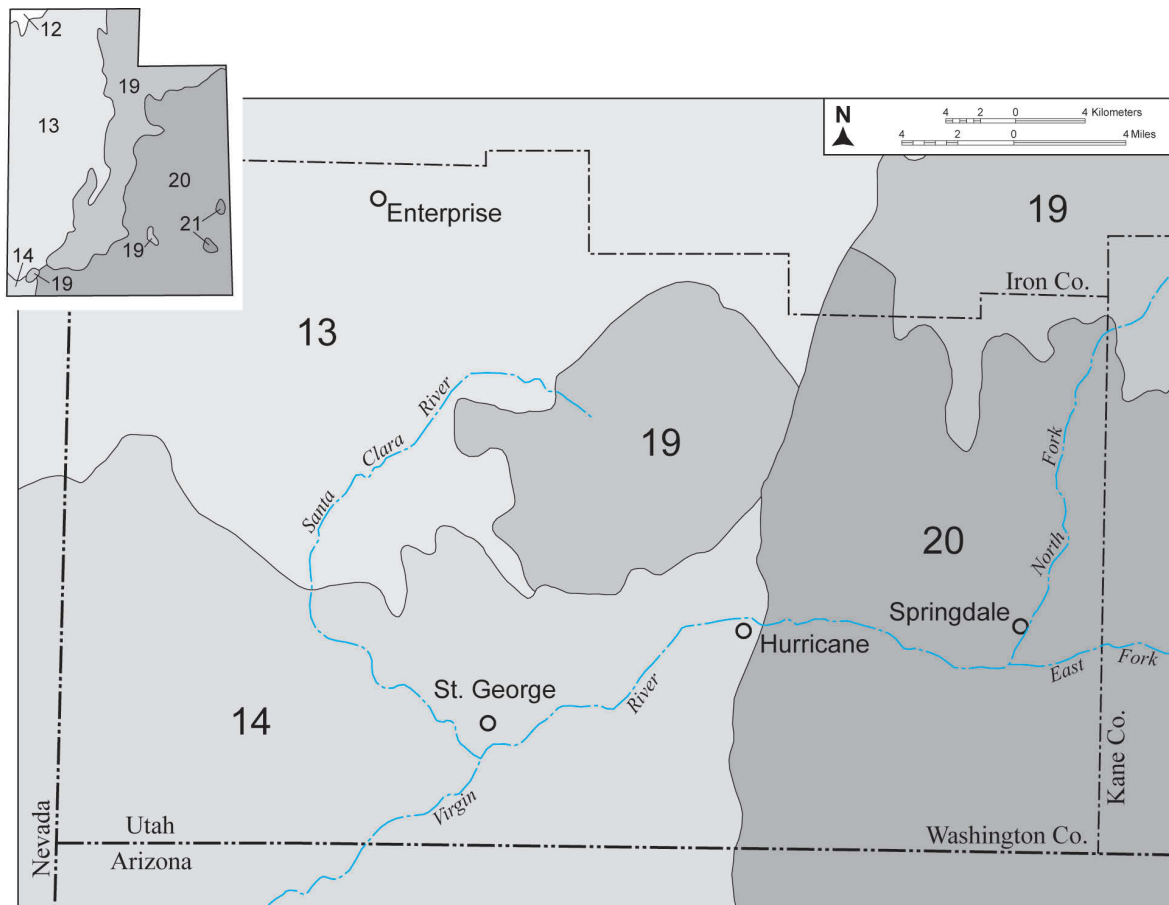 12
19
13
20
21
19
14
19
N
4 2 0 4 Kilometers
4 2 0 4 Miles
Enterprise
19
Iron Co.
13
Santa Clara River
19
20
North Fork
Springdale
Hurricane
East Fork
St. George
River
14
Virgin
Kane Co.
Nevada
Utah
Arizona
Washington Co.